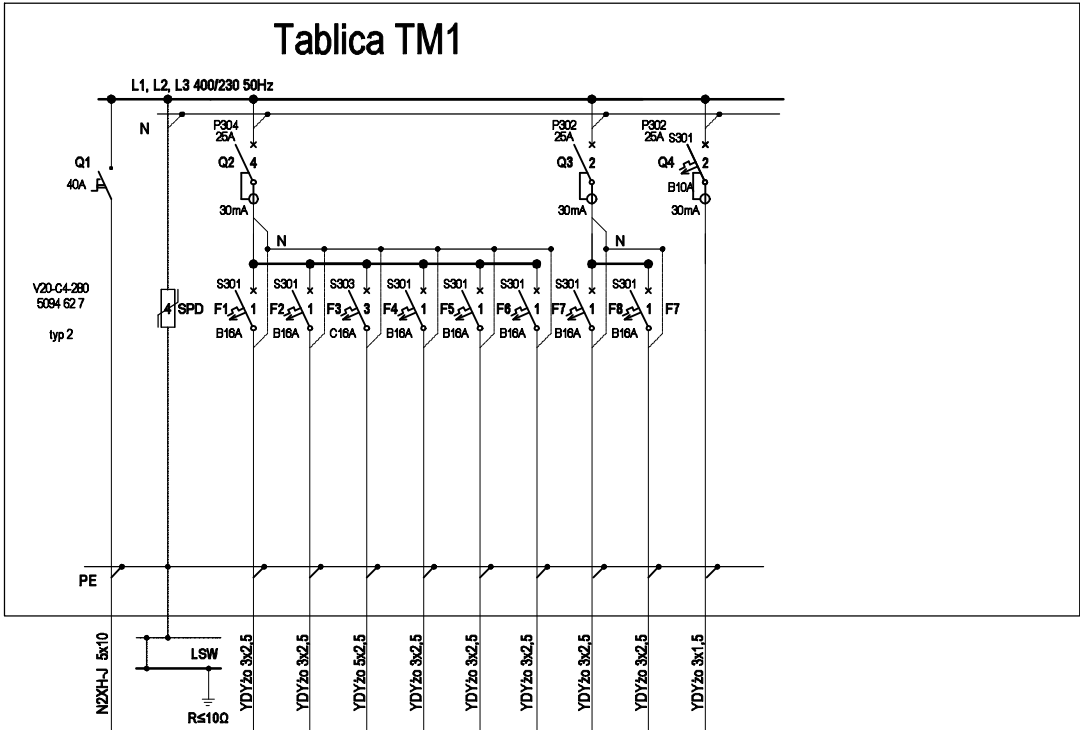 Tablica TM1
L1, L2, L3 400/230 50Hz
N
P304
25A
Q2 4
30mA
P302
25A
Q3 2
30mA
P302
25A S301
Q4 2
B10A
30mA
Q1
40A
N
N
V20-C4-280
5094 62 7
typ 2
4 SPD
S301
F1 1
B16A
S301
F2 1
B16A
S303
F3 3
C16A
S301
F4 1
B16A
S301
F5 1
B16A
S301
F6 1
B16A
S301
F7 1
B16A
S301
F8 1
B16A
F7
PE
N2XH-J 5x10
LSW
R≤10Ω
YDYżo 3x2,5
YDYżo 3x2,5
YDYżo 5x2,5
YDYżo 3x2,5
YDYżo 3x2,5
YDYżo 3x2,5
YDYżo 3x2,5
YDYżo 3x2,5
YDYżo 3x1,5